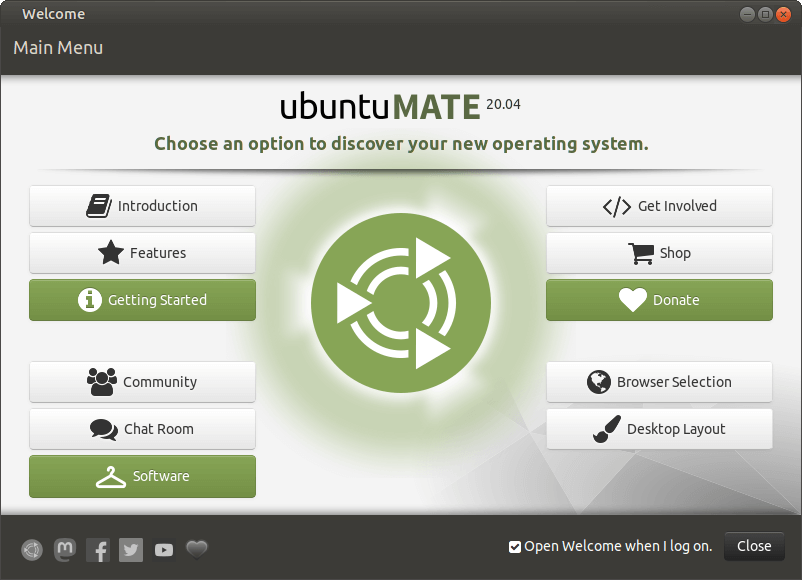 Welcome
Main Menu
ubuntuMATE 20.04
Choose an option to discover your new operating system.
Introduction
Features
Getting Started
Community
Chat Room
Software
Get Involved
Shop
Donate
Browser Selection
Desktop Layout
Open Welcome when I log on.
Close